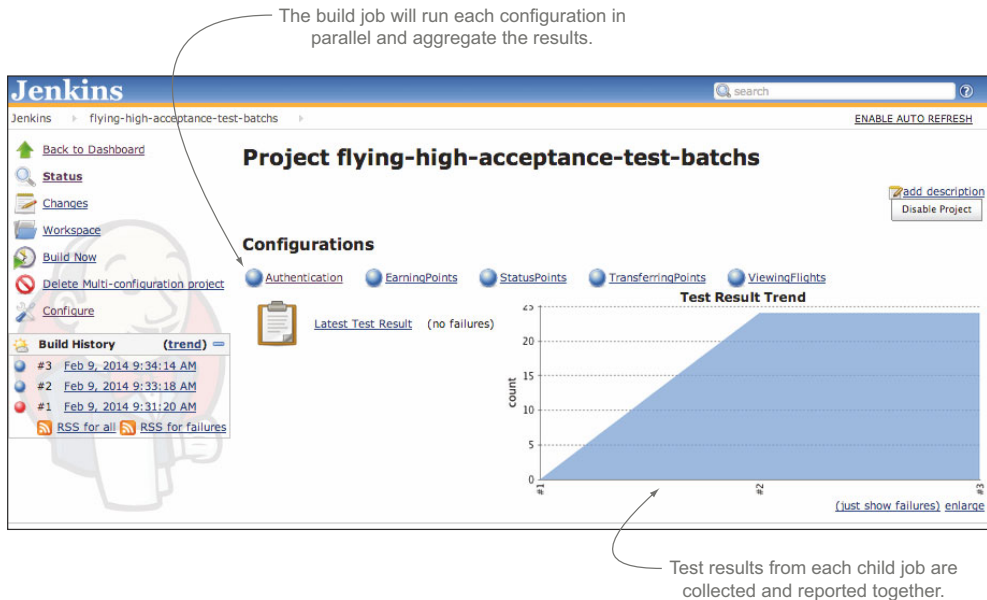 The build job will run each configuration in
parallel and aggregate the results.
Jenkins
search
Jenkins flying-high-acceptance-test-batchs
ENABLE AUTO REFRESH
Back to Dashboard
Status
Changes
Workspace
Build Now
Delete Multi-configuration project
Configure
Build History (trend)
#3 Feb 9, 2014 9:34:14 AM
#2 Feb 9, 2014 9:33:18 AM
#1 Feb 9, 2014 9:31:20 AM
RSS for all RSS for failures
Project flying-high-acceptance-test-batchs
add description
Disable Project
Configurations
Authentication EarningPoints StatusPoints TransferringPoints ViewingFlights
Latest Test Result (no failures)
Test Result Trend
25
20
15
10
5
0
count
#1 #2 #3
(just show failures) enlarge
Test results from each child job are
collected and reported together.